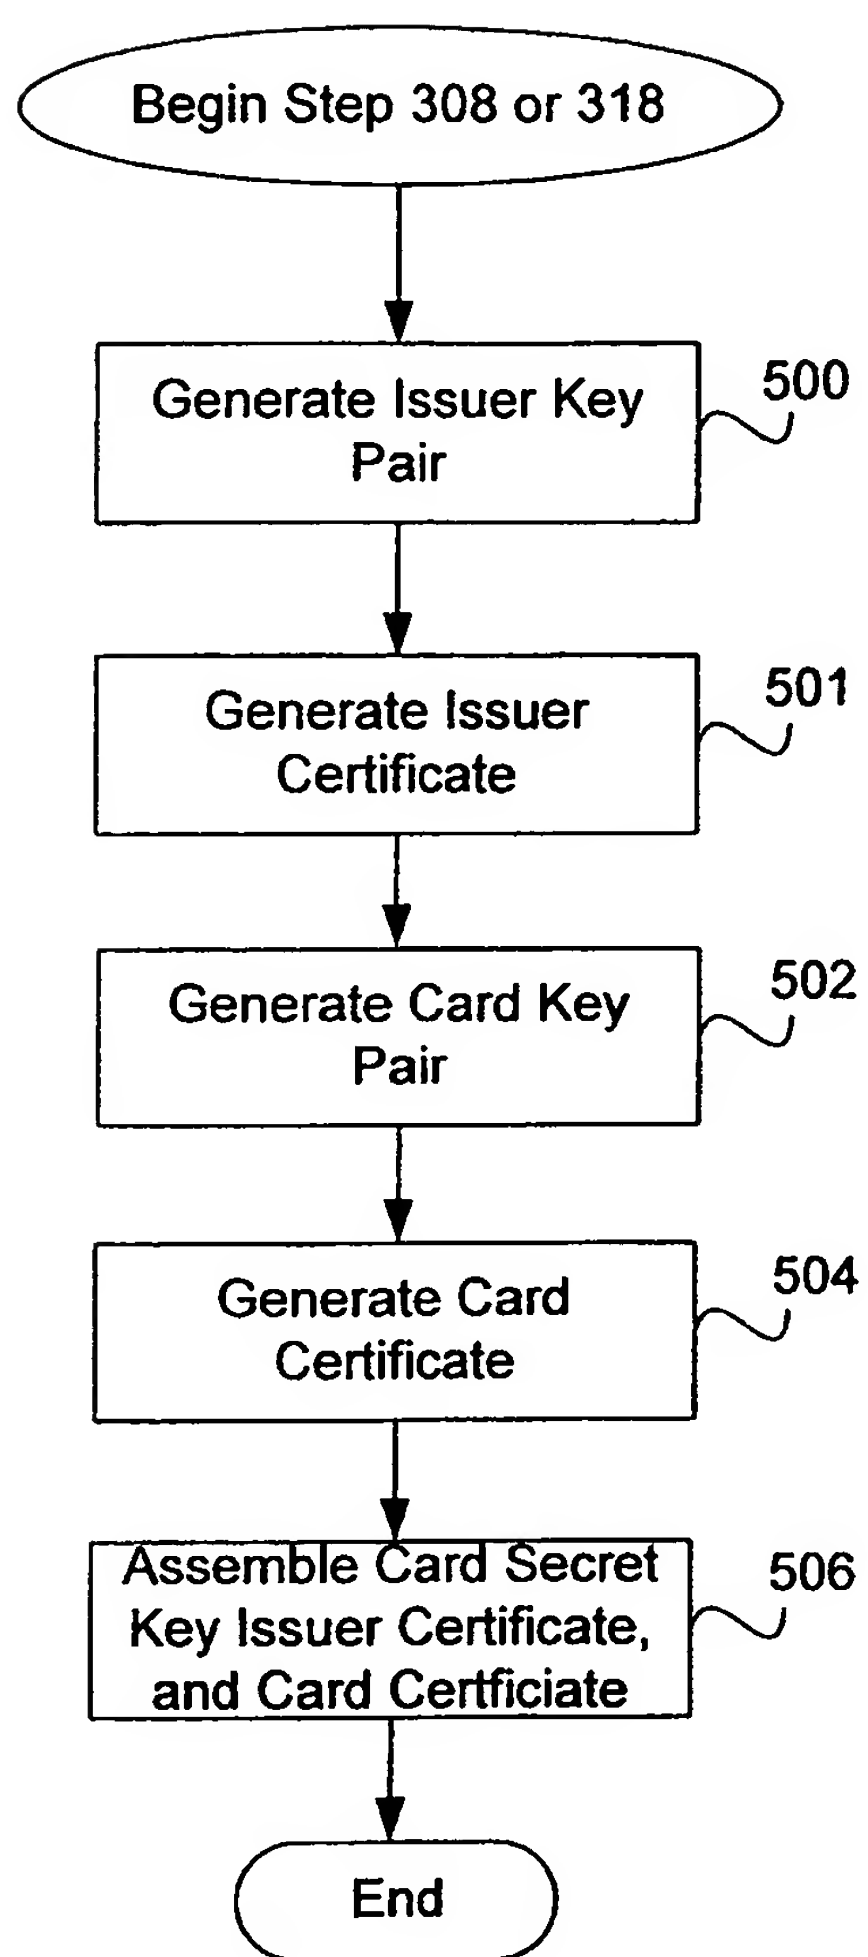 Begin Step 308 or 318
Generate Issuer Key
Pair
500
Generate Issuer
Certificate
501
Generate Card Key
Pair
502
Generate Card
Certificate
504
Assemble Card Secret
Key Issuer Certificate,
and Card Certficiate
506
End